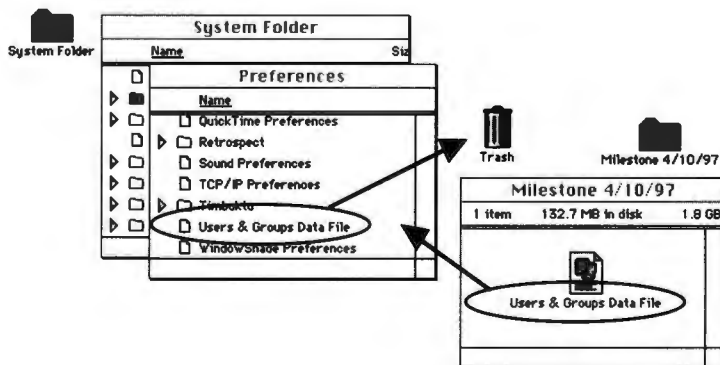 System Folder
System Folder
Name
Siz
Preferences
Name
QuickTime Preferences
Retrospect
Sound Preferences
TCP/IP Preferences
Timbuktu
Users & Groups Data File
WindowShade Preferences
Trash
Milestone 4/10/97
Milestone 4/10/97
1 item 132.7 MB in disk 1.8 GB
Users & Groups Data File